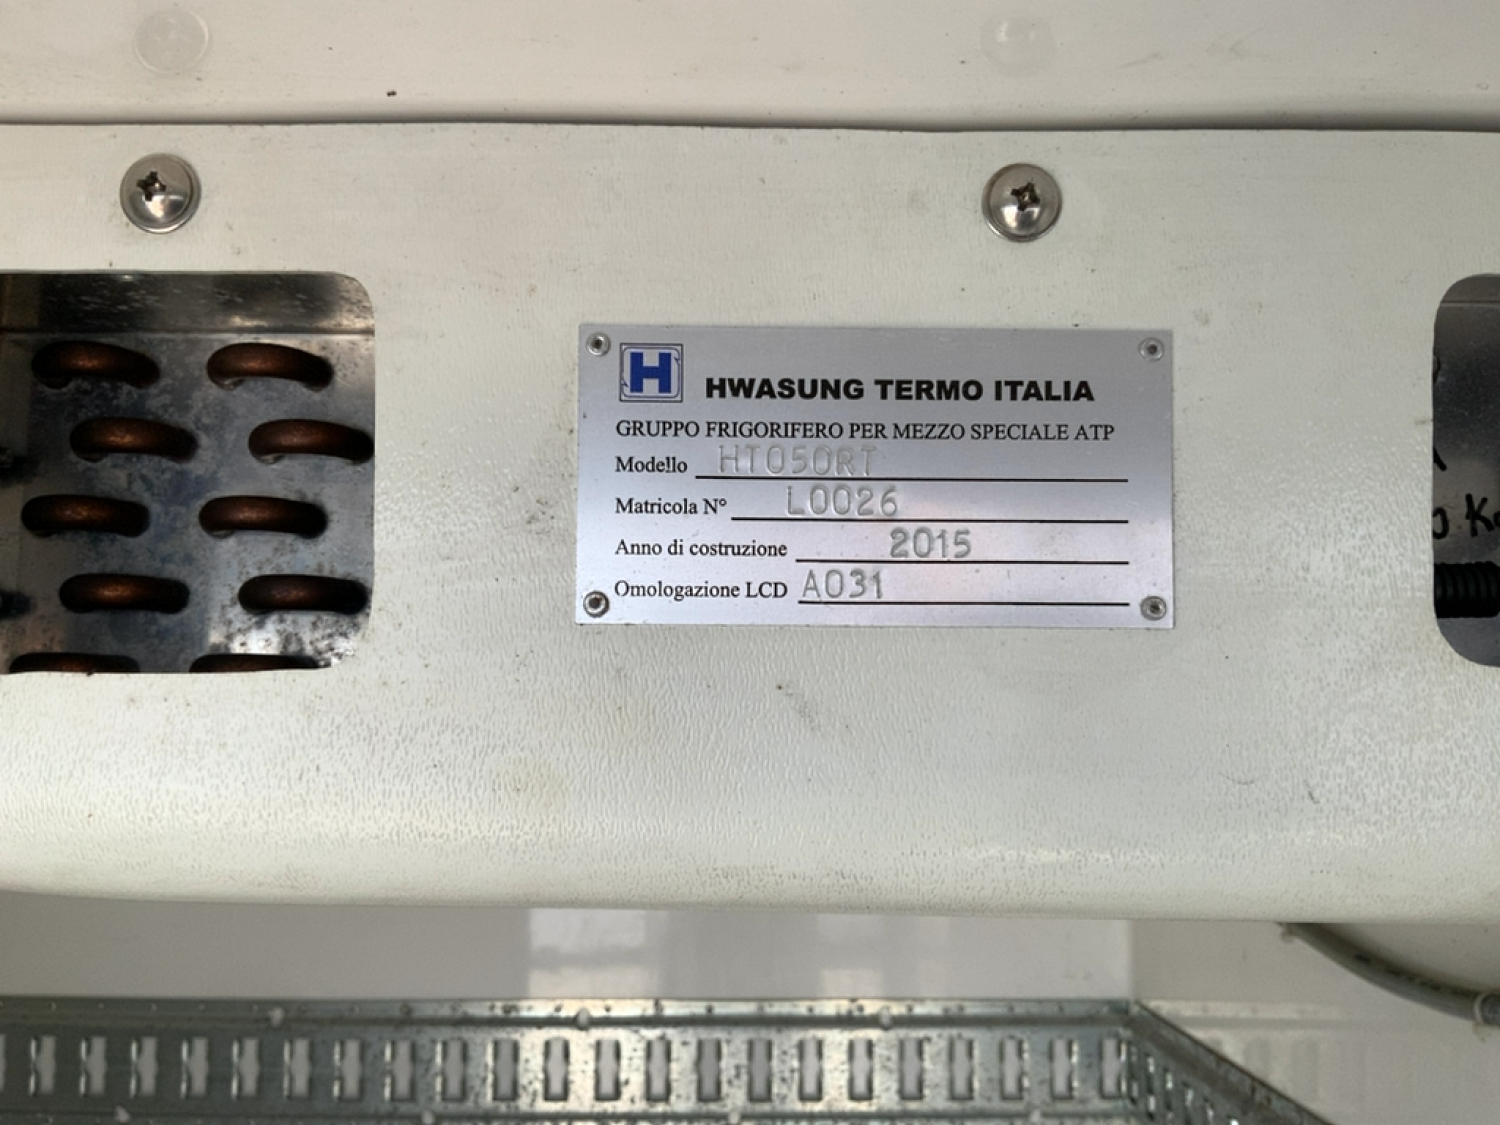 H
HWASUNG TERMO ITALIA
GRUPPO FRIGORIFERO PER MEZZO SPECIALE ATP
Modello HT050RT
Matricola N° L0026
Anno di costruzione 2015
Omologazione LCD A031